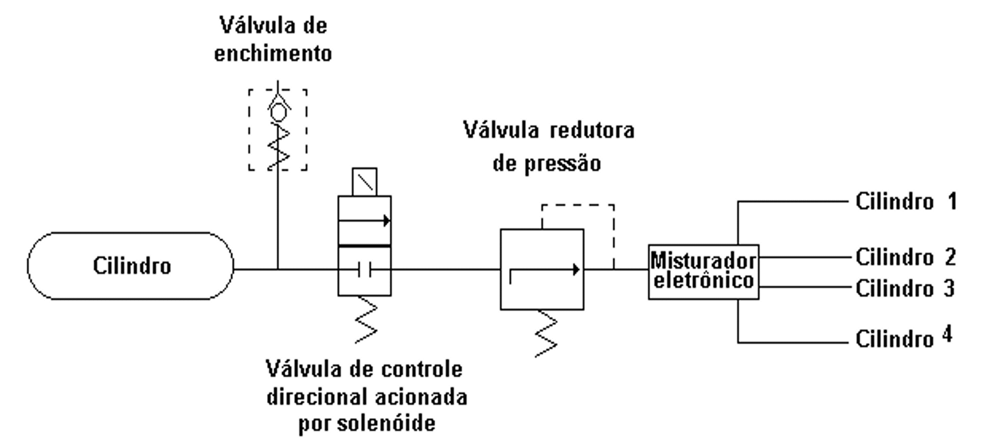 Válvula de
enchimento
Válvula redutora
de pressão
Cilindro
Misturador
eletrônico
Cilindro 1
Cilindro 2
Cilindro 3
Cilindro 4
Válvula de controle
direcional acionada
por solenóide